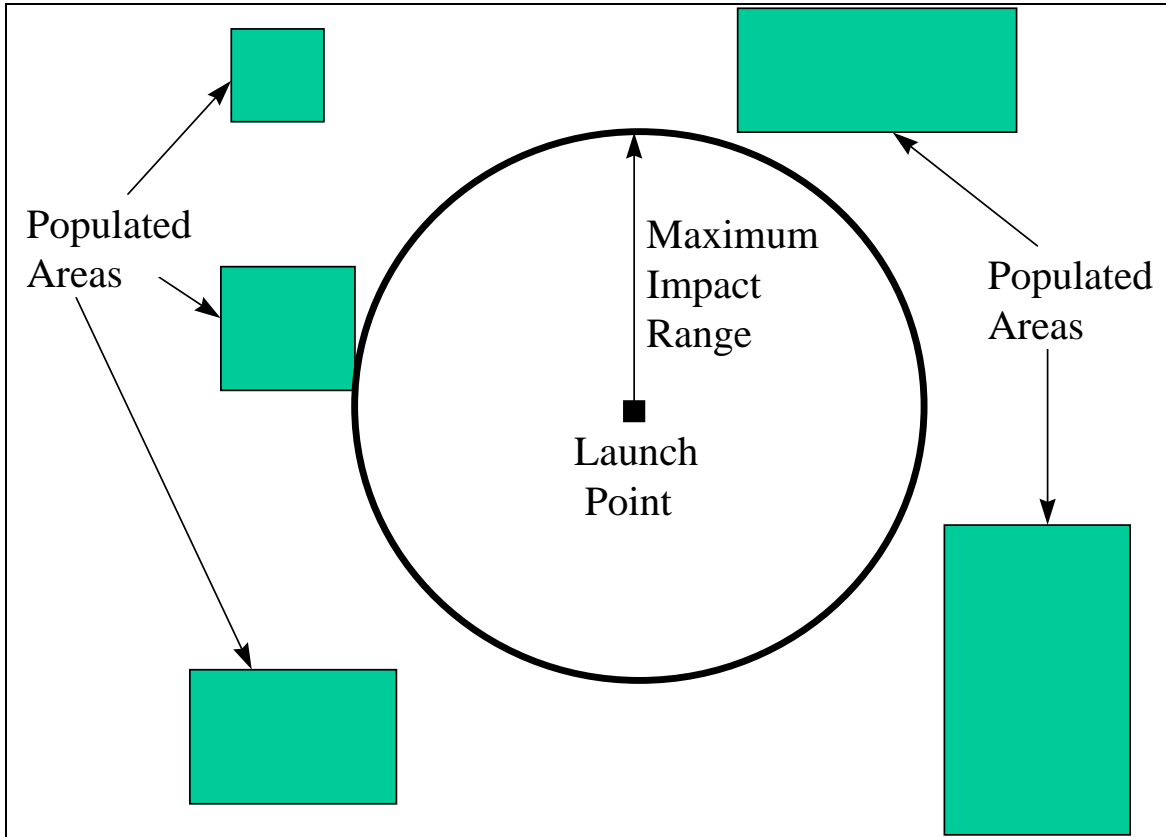 Populated
Areas
Maximum
Impact
Range
Populated
Areas
Launch
Point